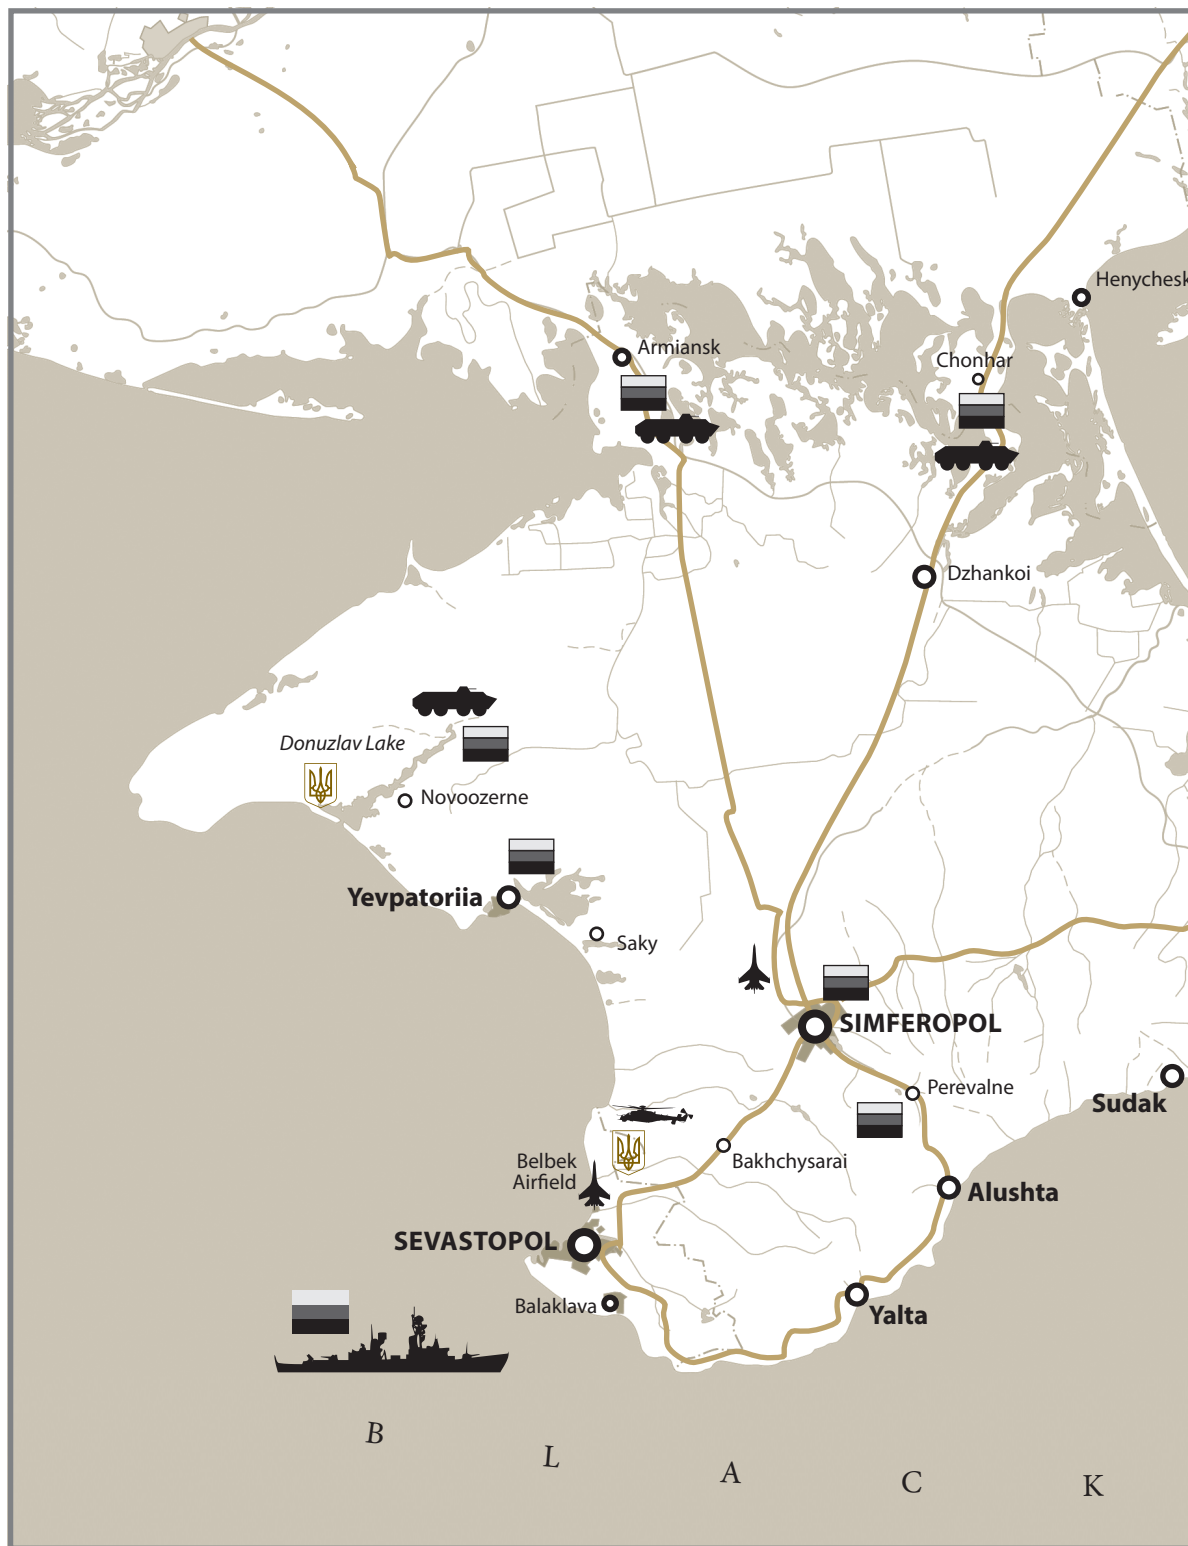 Henychesk
Armiansk
Chonhar
Dzhankoi
Donuzlav Lake
Novoozerne
Yevpatoriia
Saky
SIMFEROPOL
Perevalne
Sudak
Bakhchysarai
Belbek
Airfield
Alushta
SEVASTOPOL
Balaklava
Yalta
B L A C K